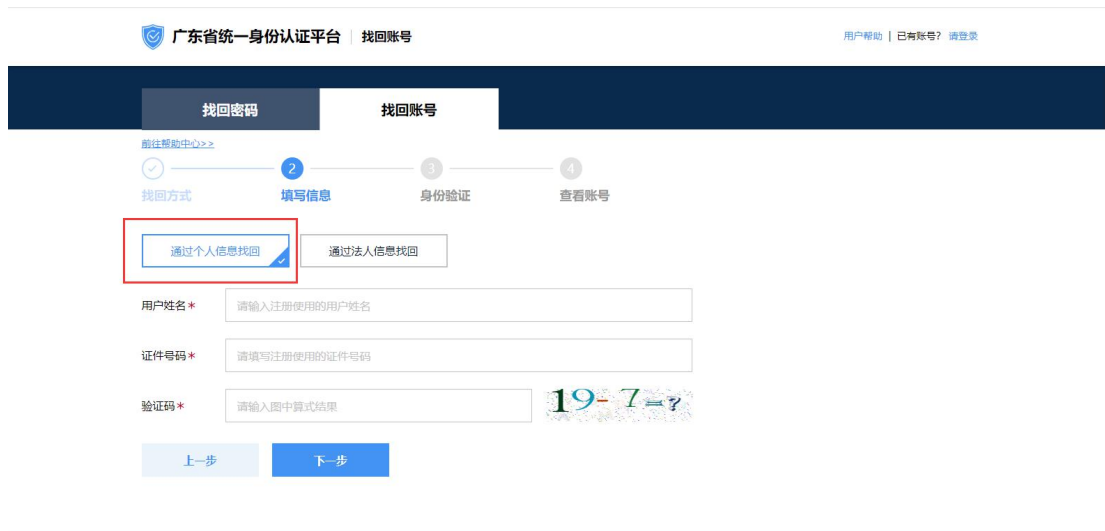 广东省统一身份认证平台 | 找回账号
用户帮助 | 已有账号? 请登录
找回密码
找回账号
前往帮助中心>>
2
3
4
找回方式
填写信息
身份验证
查看账号
通过个人信息找回
通过法人信息找回
用户姓名*
请输入注册使用的用户姓名
证件号码*
请填写注册使用的证件号码
验证码*
请输入图中算式结果
19-7=?
上一步
下一步